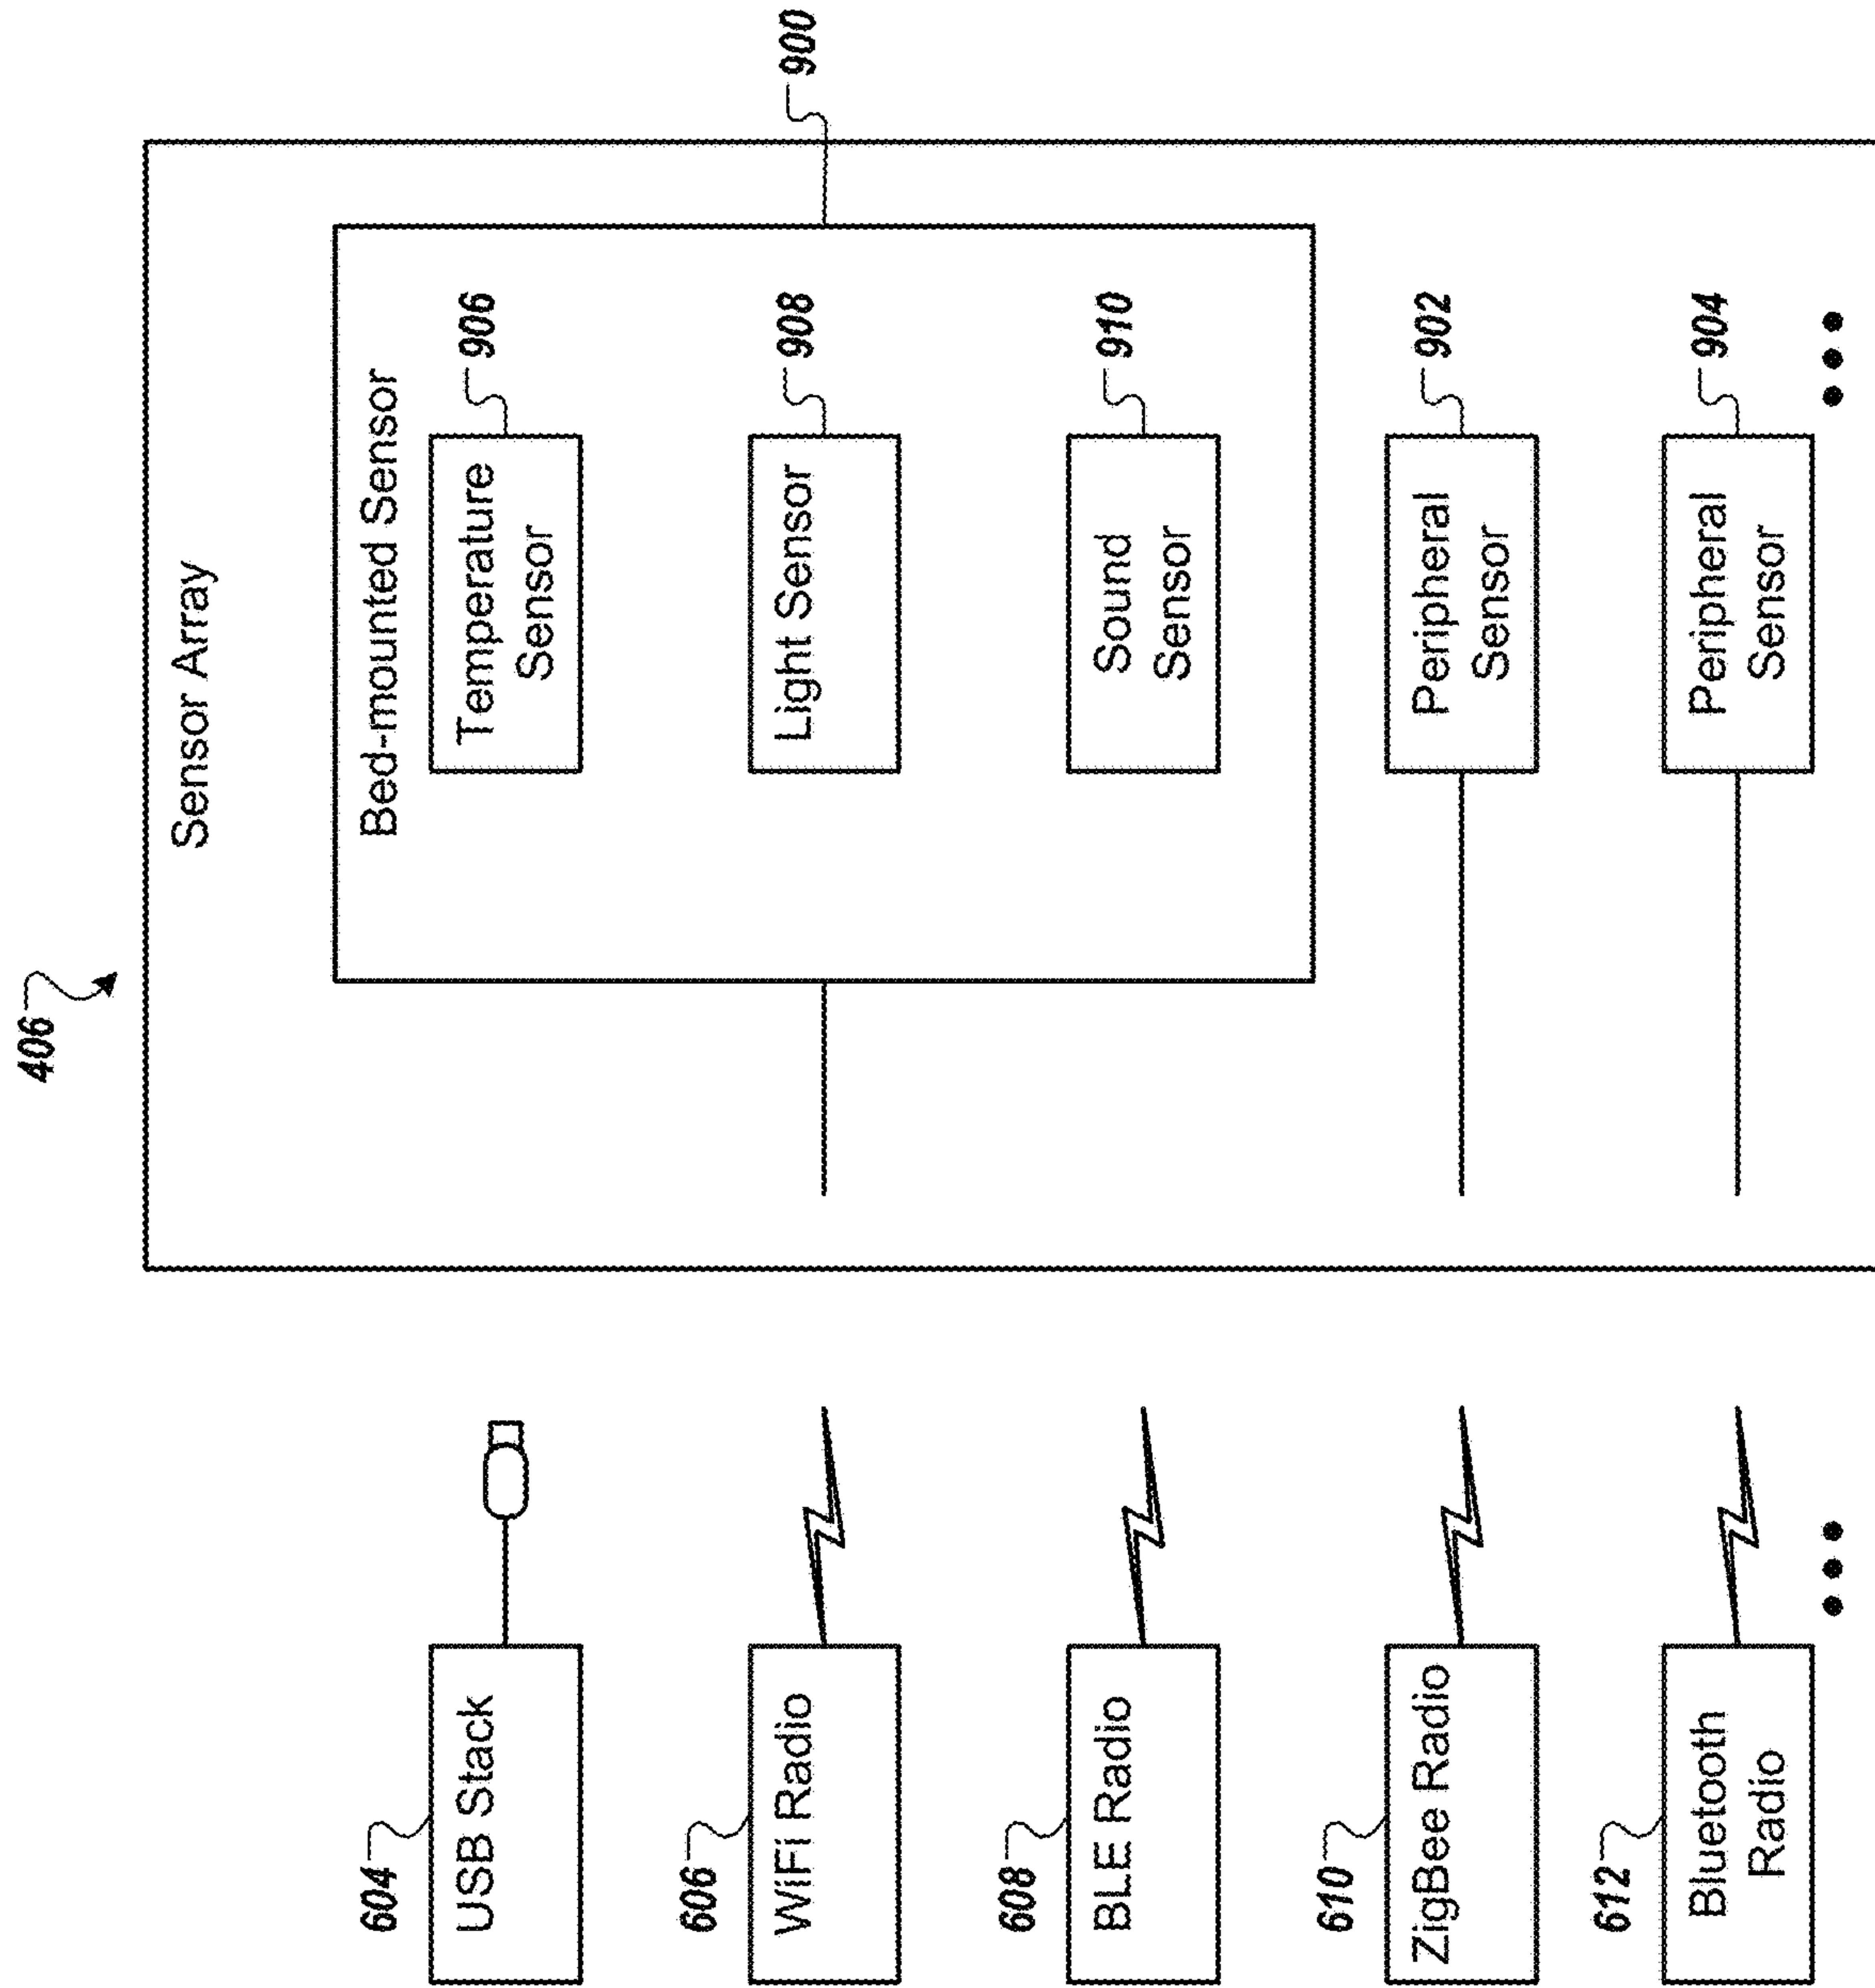 406
Sensor Array
Bed-mounted Sensor
900
604
USB Stack
Temperature
Sensor
906
606
WiFi Radio
Light Sensor
908
608
BLE Radio
Sound
Sensor
910
610
ZigBee Radio
Peripheral
Sensor
902
612
Bluetooth
Radio
Peripheral
Sensor
904